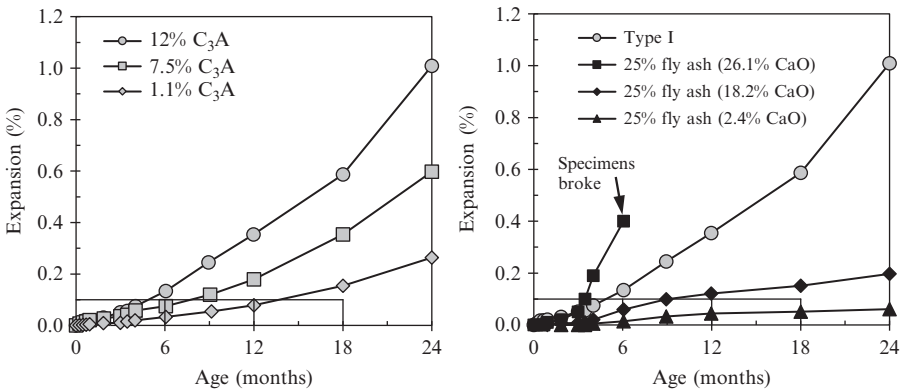 1.2
1.0
0.8
0.6
0.4
0.2
0.0
0
6
12
18
24
Expansion (%)
Age (months)
12% C₃A
7.5% C₃A
1.1% C₃A
1.2
1.0
0.8
0.6
0.4
0.2
0.0
0
6
12
18
24
Expansion (%)
Age (months)
Type I
25% fly ash (26.1% CaO)
25% fly ash (18.2% CaO)
25% fly ash (2.4% CaO)
Specimens
broke